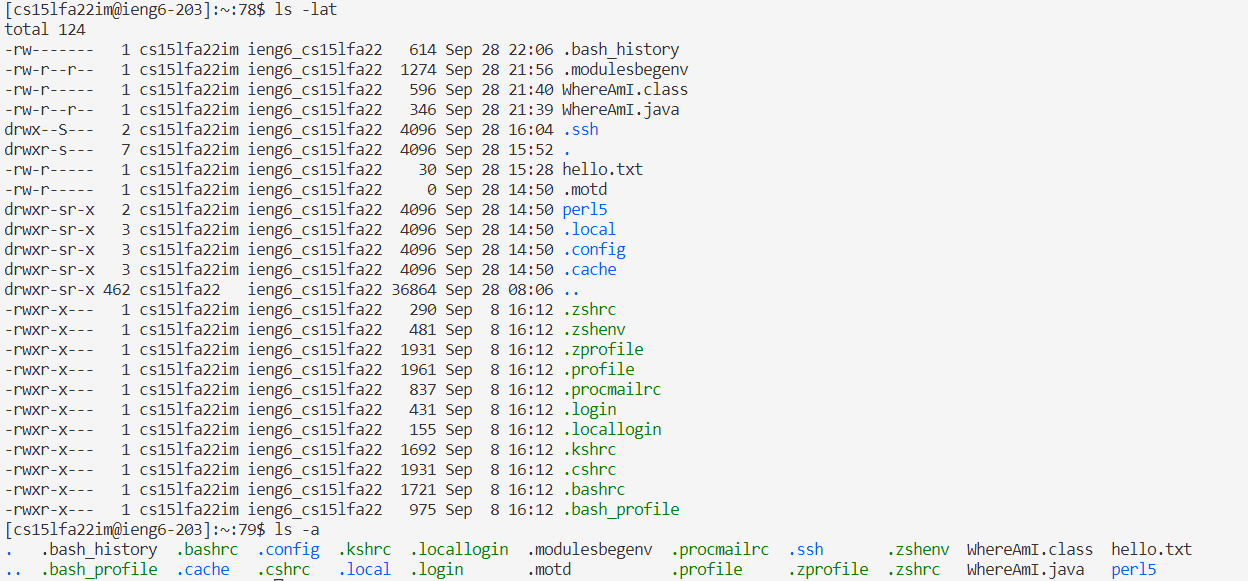 [cs15lfa22im@ieng6-203]:~:78$ ls -lat
total 124
-rw-------   1 cs15lfa22im ieng6_cs15lfa22   614 Sep 28 22:06 .bash_history
-rw-r--r--   1 cs15lfa22im ieng6_cs15lfa22  1274 Sep 28 21:56 .modulesbegenv
-rw-r-----   1 cs15lfa22im ieng6_cs15lfa22   596 Sep 28 21:40 WhereAmI.class
-rw-r--r--   1 cs15lfa22im ieng6_cs15lfa22   346 Sep 28 21:39 WhereAmI.java
drwx--S---   2 cs15lfa22im ieng6_cs15lfa22  4096 Sep 28 16:04 .ssh
drwxr-s---   7 cs15lfa22im ieng6_cs15lfa22  4096 Sep 28 15:52 .
-rw-r-----   1 cs15lfa22im ieng6_cs15lfa22    30 Sep 28 15:28 hello.txt
-rw-r-----   1 cs15lfa22im ieng6_cs15lfa22     0 Sep 28 14:50 .motd
drwxr-sr-x   2 cs15lfa22im ieng6_cs15lfa22  4096 Sep 28 14:50 perl5
drwxr-sr-x   3 cs15lfa22im ieng6_cs15lfa22  4096 Sep 28 14:50 .local
drwxr-sr-x   3 cs15lfa22im ieng6_cs15lfa22  4096 Sep 28 14:50 .config
drwxr-sr-x   3 cs15lfa22im ieng6_cs15lfa22  4096 Sep 28 14:50 .cache
drwxr-sr-x 462 cs15lfa22   ieng6_cs15lfa22 36864 Sep 28 08:06 ..
-rwxr-x---   1 cs15lfa22im ieng6_cs15lfa22   290 Sep  8 16:12 .zshrc
-rwxr-x---   1 cs15lfa22im ieng6_cs15lfa22   481 Sep  8 16:12 .zshenv
-rwxr-x---   1 cs15lfa22im ieng6_cs15lfa22  1931 Sep  8 16:12 .zprofile
-rwxr-x---   1 cs15lfa22im ieng6_cs15lfa22  1961 Sep  8 16:12 .profile
-rwxr-x---   1 cs15lfa22im ieng6_cs15lfa22   837 Sep  8 16:12 .procmailrc
-rwxr-x---   1 cs15lfa22im ieng6_cs15lfa22   431 Sep  8 16:12 .login
-rwxr-x---   1 cs15lfa22im ieng6_cs15lfa22   155 Sep  8 16:12 .locallogin
-rwxr-x---   1 cs15lfa22im ieng6_cs15lfa22  1692 Sep  8 16:12 .kshrc
-rwxr-x---   1 cs15lfa22im ieng6_cs15lfa22  1931 Sep  8 16:12 .cshrc
-rwxr-x---   1 cs15lfa22im ieng6_cs15lfa22  1721 Sep  8 16:12 .bashrc
-rwxr-x---   1 cs15lfa22im ieng6_cs15lfa22   975 Sep  8 16:12 .bash_profile
[cs15lfa22im@ieng6-203]:~:79$ ls -a
.   .bash_history  .bashrc  .config  .kshrc  .locallogin  .modulesbegenv  .procmailrc  .ssh       .zshenv  WhereAmI.class  hello.txt
..  .bash_profile  .cache   .cshrc   .local  .login       .motd           .profile     .zprofile  .zshrc   WhereAmI.java   perl5